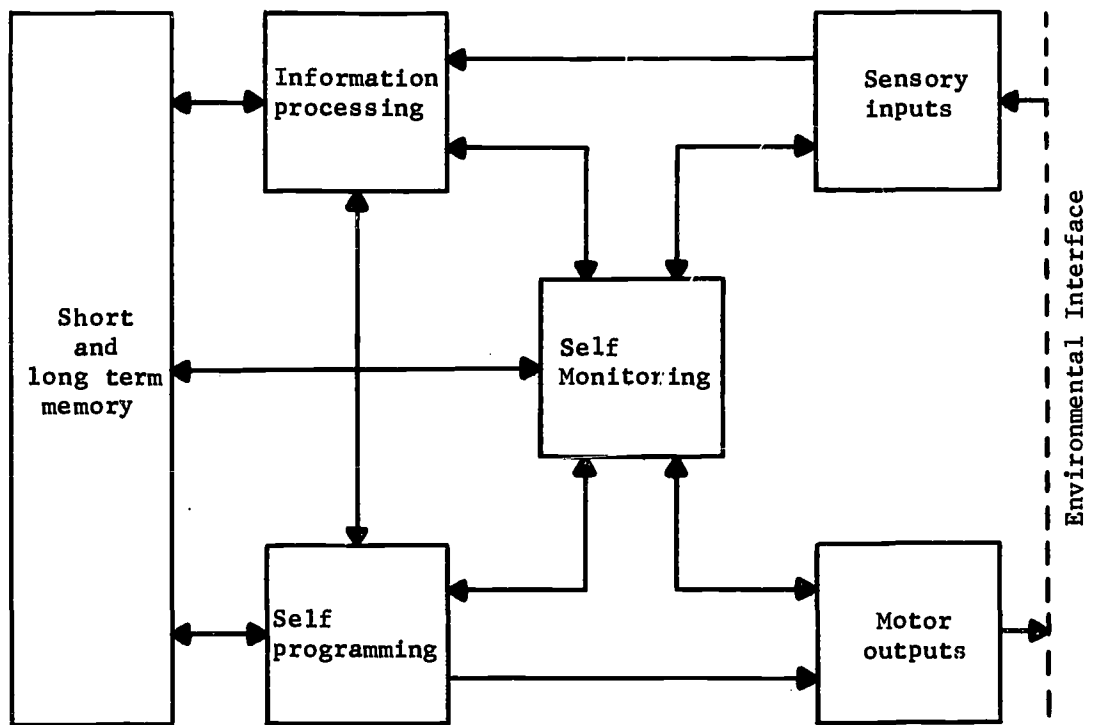 Information
processing
Sensory
inputs
Short
and
long term
memory
Self
Monitoring
Environmental Interface
Self
programming
Motor
outputs